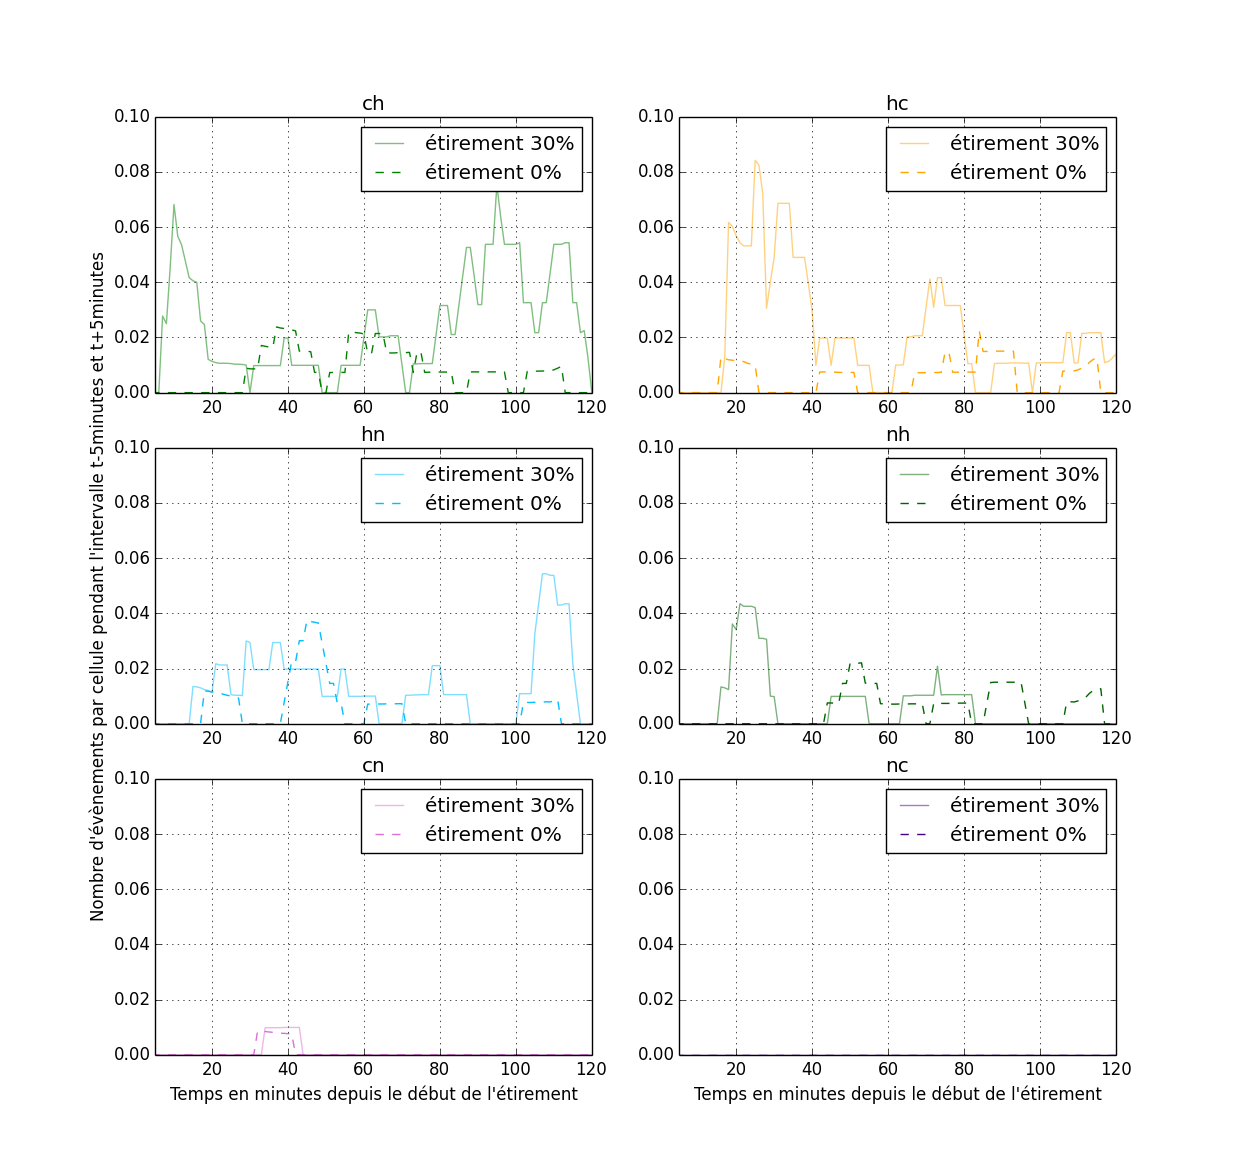 ch
0.10
0.08
0.06
0.04
0.02
0.00
20 40 60 80 100 120
étirement 30%
étirement 0%
hc
0.10
0.08
0.06
0.04
0.02
0.00
20 40 60 80 100 120
étirement 30%
étirement 0%
hn
0.10
0.08
0.06
0.04
0.02
0.00
20 40 60 80 100 120
étirement 30%
étirement 0%
nh
0.10
0.08
0.06
0.04
0.02
0.00
20 40 60 80 100 120
étirement 30%
étirement 0%
cn
0.10
0.08
0.06
0.04
0.02
0.00
20 40 60 80 100 120
étirement 30%
étirement 0%
Temps en minutes depuis le début de l'étirement
nc
0.10
0.08
0.06
0.04
0.02
0.00
20 40 60 80 100 120
étirement 30%
étirement 0%
Temps en minutes depuis le début de l'étirement
Nombre d'évènements par cellule pendant l'intervalle t-5minutes et t+5minutes